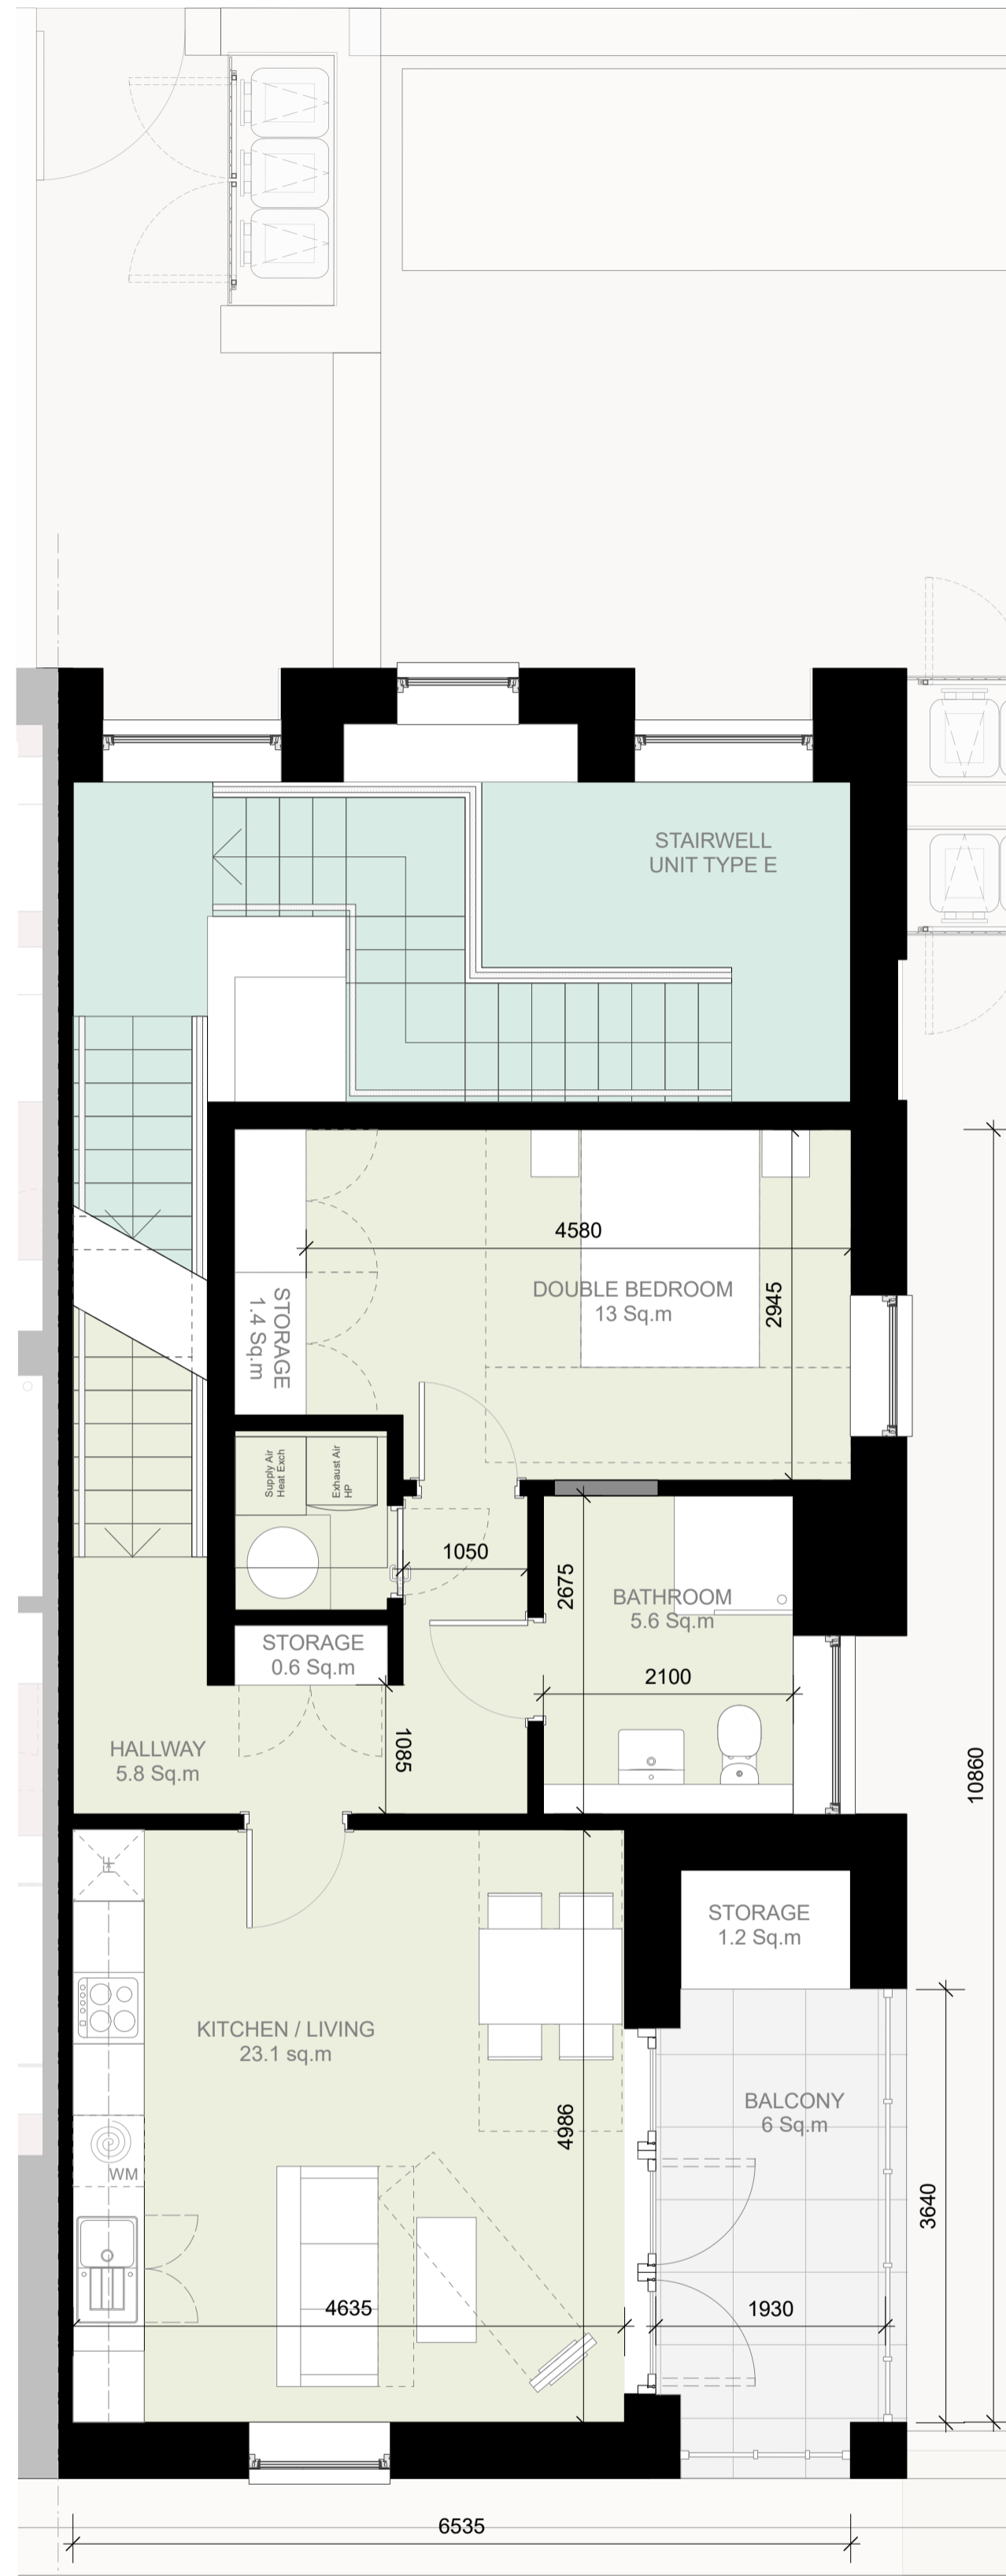 STAIRWELL
UNIT TYPE E
4580
DOUBLE BEDROOM
13 Sq.m
2945
STORAGE
1.4 Sq.m
Supply Air
Heat Exch
Exhaust Air
HP
1050
2675
BATHROOM
5.6 Sq.m
STORAGE
0.6 Sq.m
2100
1085
HALLWAY
5.8 Sq.m
10860
STORAGE
1.2 Sq.m
KITCHEN / LIVING
23.1 sq.m
BALCONY
6 Sq.m
4986
WM
3640
4635
1930
6535